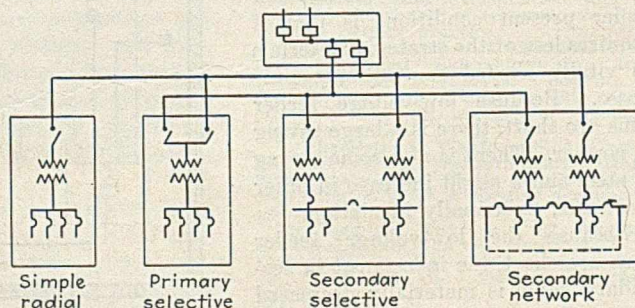 Simple
radial
Primary
selective
Secondary
selective
Secondary
network